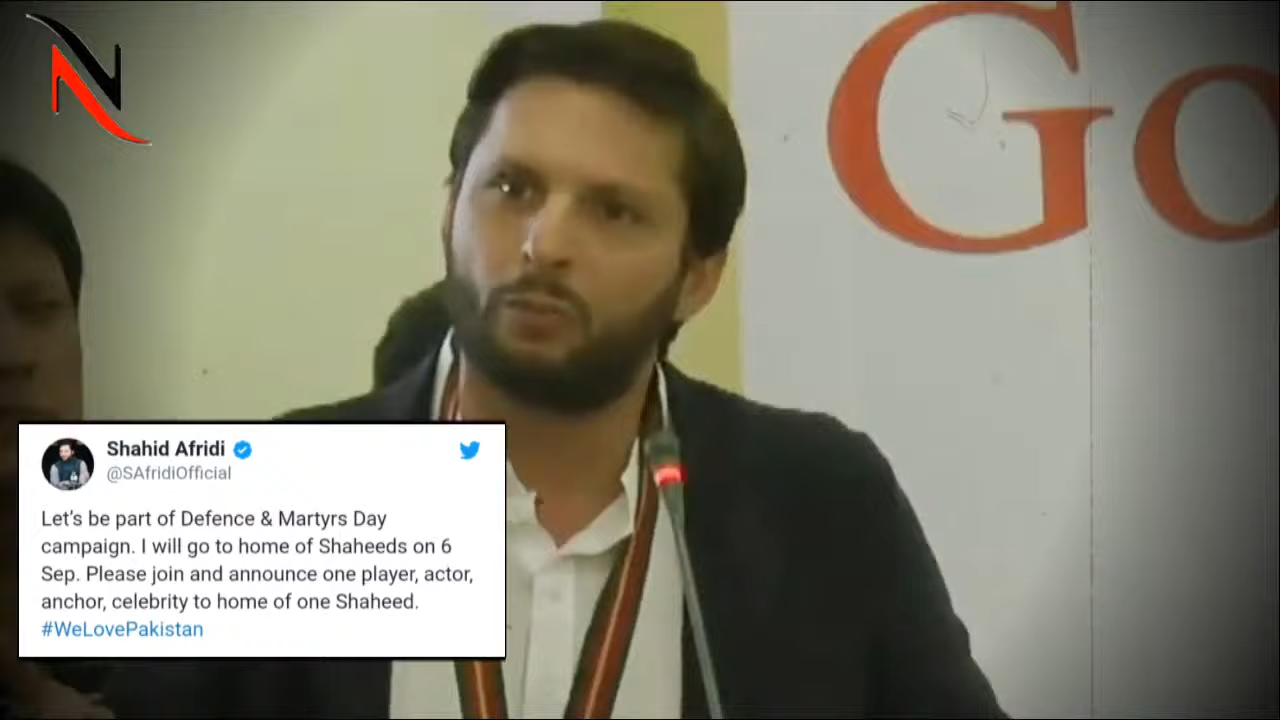 N
Go
Shahid Afridi
@SAfridiOfficial
Let's be part of Defence & Martyrs Day
campaign. I will go to home of Shaheeds on 6
Sep. Please join and announce one player, actor,
anchor, celebrity to home of one Shaheed.
#WeLovePakistan